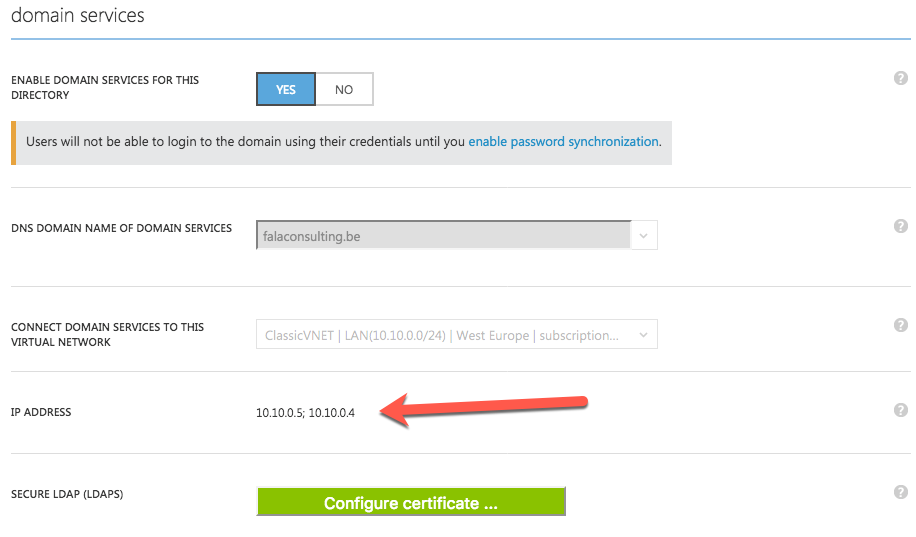 domain services
ENABLE DOMAIN SERVICES FOR THIS
DIRECTORY
YES
NO
?
Users will not be able to login to the domain using their credentials until you enable password synchronization.
DNS DOMAIN NAME OF DOMAIN SERVICES
falaconsulting.be
?
CONNECT DOMAIN SERVICES TO THIS
VIRTUAL NETWORK
ClassicVNET | LAN(10.10.0.0/24) | West Europe | subscription...
?
IP ADDRESS
10.10.0.5; 10.10.0.4
?
SECURE LDAP (LDAPS)
Configure certificate ...
?